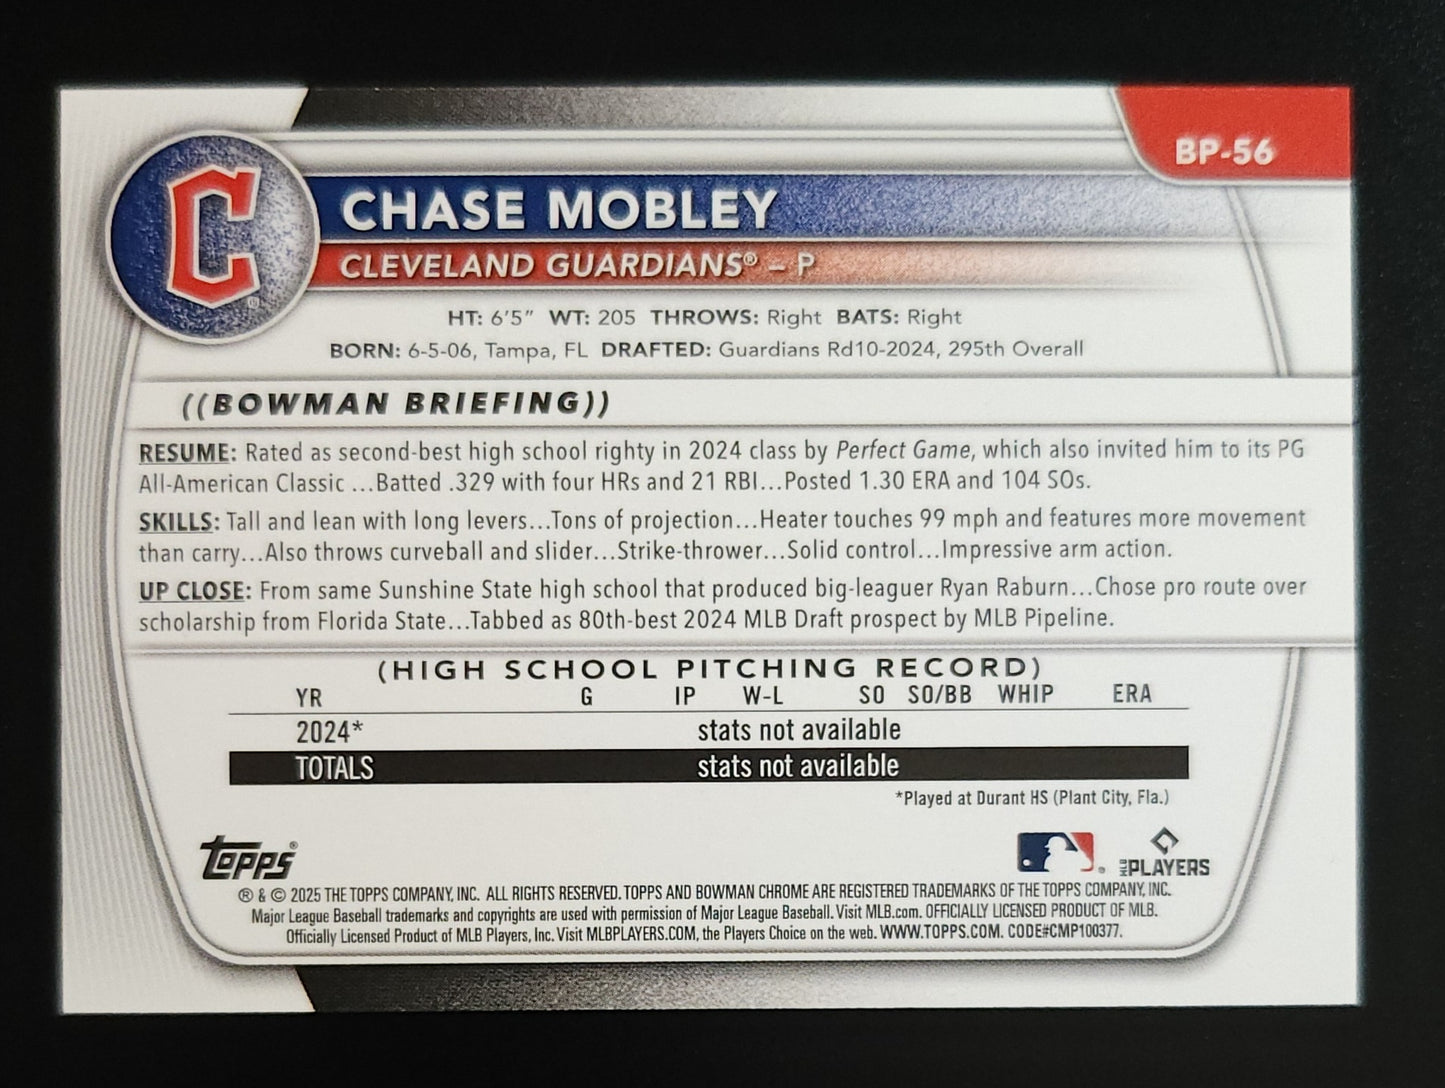 BP-56
C
®
CHASE MOBLEY
CLEVELAND GUARDIANS® – P
HT: 6'5" WT: 205 THROWS: Right BATS: Right
BORN: 6-5-06, Tampa, FL DRAFTED: Guardians Rd10-2024, 295th Overall
((BOWMAN BRIEFING))
RESUME: Rated as second-best high school righty in 2024 class by Perfect Game, which also invited him to its PG
All-American Classic ...Batted .329 with four HRs and 21 RBI...Posted 1.30 ERA and 104 SOs.
SKILLS: Tall and lean with long levers...Tons of projection...Heater touches 99 mph and features more movement
than carry...Also throws curveball and slider...Strike-thrower...Solid control...Impressive arm action.
UP CLOSE: From same Sunshine State high school that produced big-leaguer Ryan Raburn...Chose pro route over
scholarship from Florida State...Tabbed as 80th-best 2024 MLB Draft prospect by MLB Pipeline.
(HIGH SCHOOL PITCHING RECORD)
YR G IP W-L SO SO/BB WHIP ERA
2024* stats not available
TOTALS stats not available
*Played at Durant HS (Plant City, Fla.)
topps®
MLB PLAYERS
® & © 2025 THE TOPPS COMPANY, INC. ALL RIGHTS RESERVED. TOPPS AND BOWMAN CHROME ARE REGISTERED TRADEMARKS OF THE TOPPS COMPANY, INC.
Major League Baseball trademarks and copyrights are used with permission of Major League Baseball. Visit MLB.com. OFFICIALLY LICENSED PRODUCT OF MLB.
Officially Licensed Product of MLB Players, Inc. Visit MLBPLAYERS.COM, the Players Choice on the web. WWW.TOPPS.COM. CODE#CMP100377.